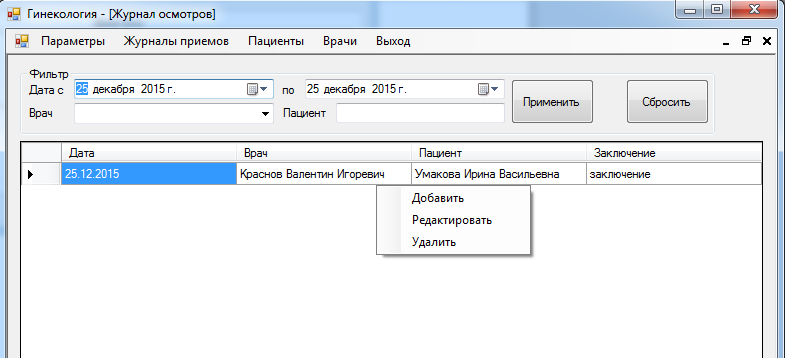 Гинекология - [Журнал осмотров]
Параметры Журналы приемов Пациенты Врачи Выход
Фильтр
Дата с 25 декабря 2015 г. по 25 декабря 2015 г. Применить Сбросить
Врач Пациент
Дата Врач Пациент Заключение
25.12.2015 Краснов Валентин Игоревич Умакова Ирина Васильевна заключение
Добавить
Редактировать
Удалить